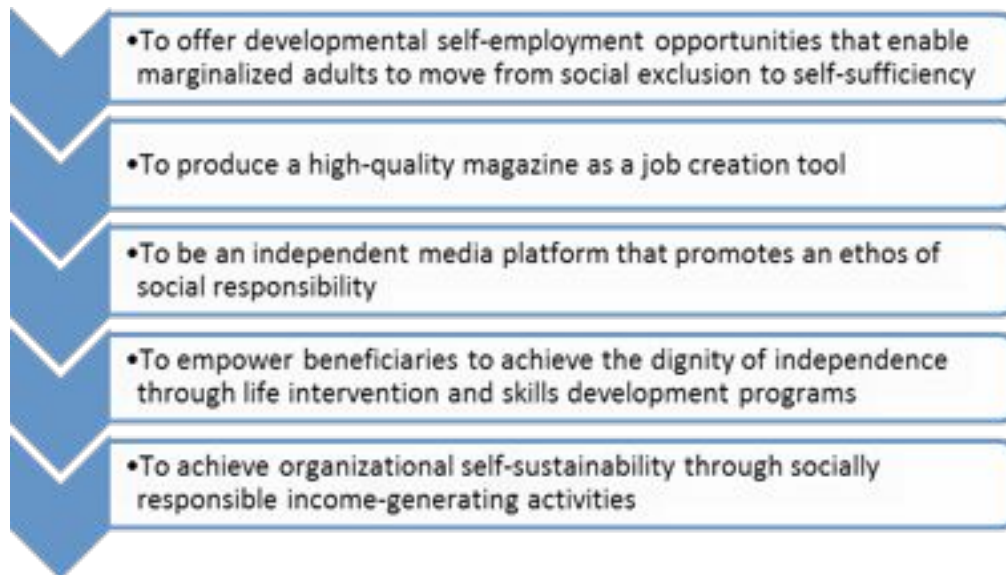 •To offer developmental self-employment opportunities that enable
marginalized adults to move from social exclusion to self-sufficiency
•To produce a high-quality magazine as a job creation tool
•To be an independent media platform that promotes an ethos of
social responsibility
•To empower beneficiaries to achieve the dignity of independence
through life intervention and skills development programs
•To achieve organizational self-sustainability through socially
responsible income-generating activities